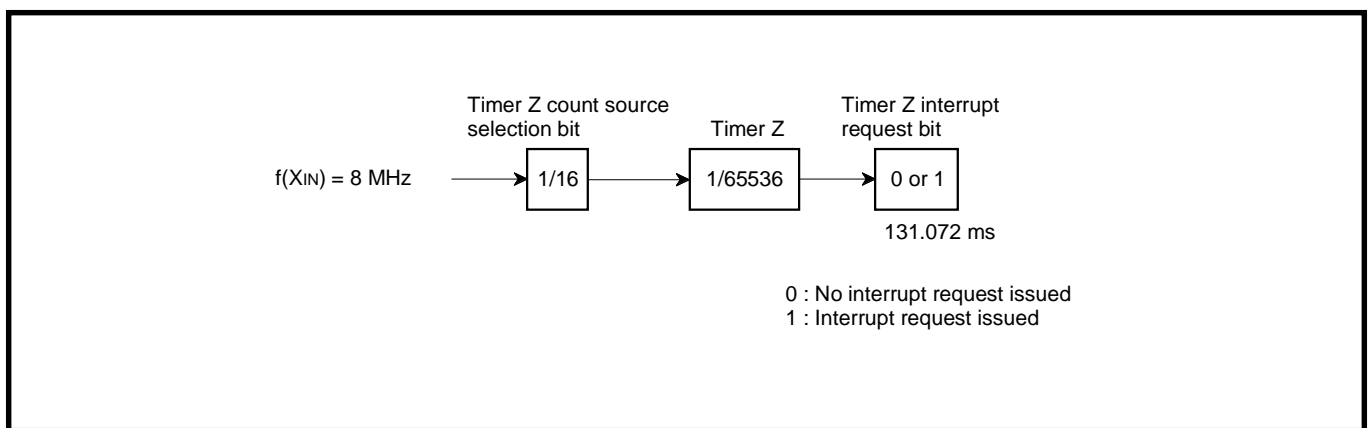 Timer Z count source
selection bit
Timer Z
Timer Z interrupt
request bit
f(XIN) = 8 MHz
1/16
1/65536
0 or 1
131.072 ms
0 : No interrupt request issued
1 : Interrupt request issued